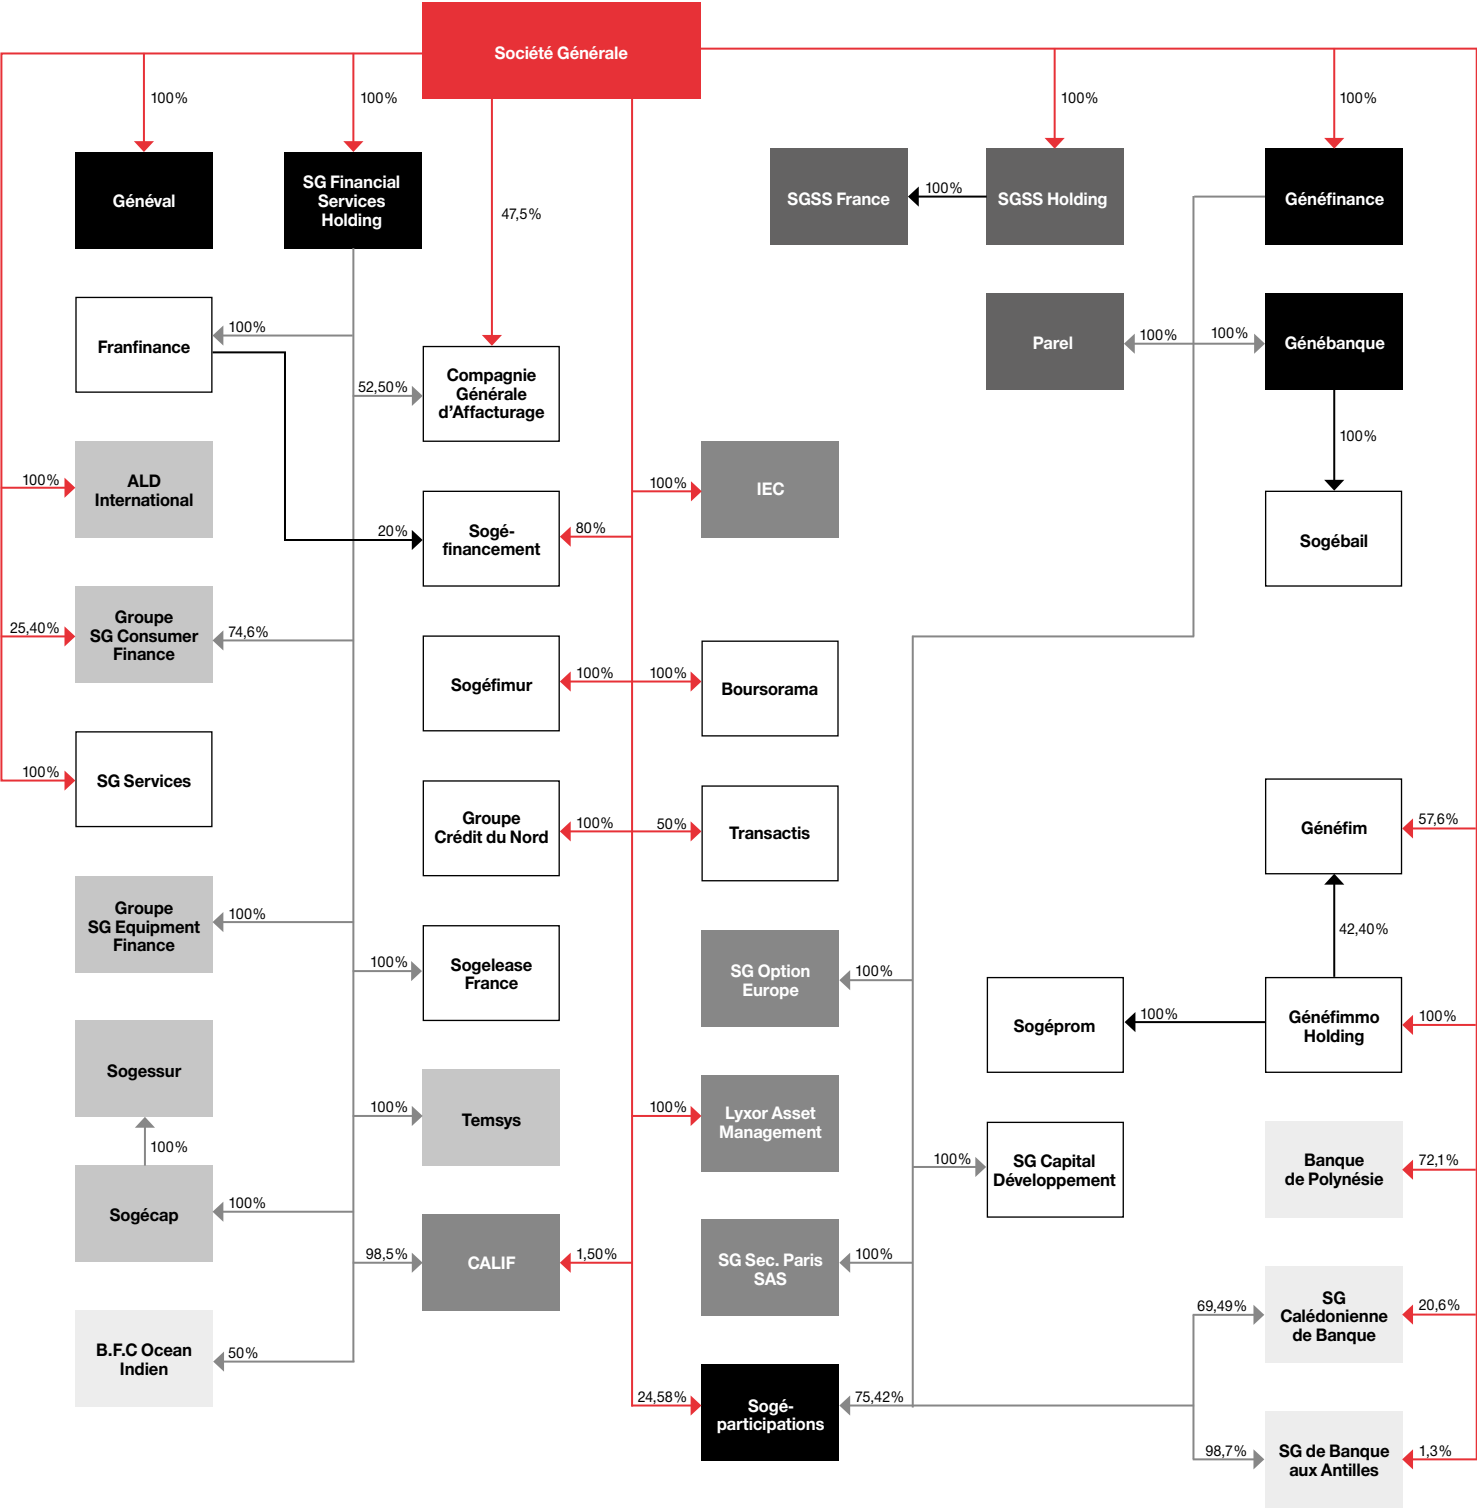 Société Générale
100%
100%
100%
100%
Généval
SG Financial
Services
Holding
47,5%
SGSS France
100%
SGSS Holding
Généfinance
Franfinance
100%
52,50%
Compagnie
Générale
d'Affacturage
Parel
100%
100%
Génébanque
100%
100%
ALD
International
20%
Sogé-
financement
80%
100%
IEC
Sogébail
25,40%
Groupe
SG Consumer
Finance
74,6%
Sogéfimur
100%
100%
Boursorama
100%
SG Services
Groupe
Crédit du Nord
100%
50%
Transactis
Généfim
57,6%
42,40%
Groupe
SG Equipment
Finance
100%
100%
Sogelease
France
SG Option
Europe
100%
Sogéprom
100%
Généfimmo
Holding
100%
Sogessur
100%
100%
Temsys
100%
Lyxor Asset
Management
100%
SG Capital
Développement
Banque
de Polynésie
72,1%
Sogécap
100%
98,5%
CALIF
1,50%
SG Sec. Paris
SAS
100%
69,49%
SG
Calédonienne
de Banque
20,6%
B.F.C Ocean
Indien
50%
24,58%
Sogé-
participations
75,42%
98,7%
SG de Banque
aux Antilles
1,3%